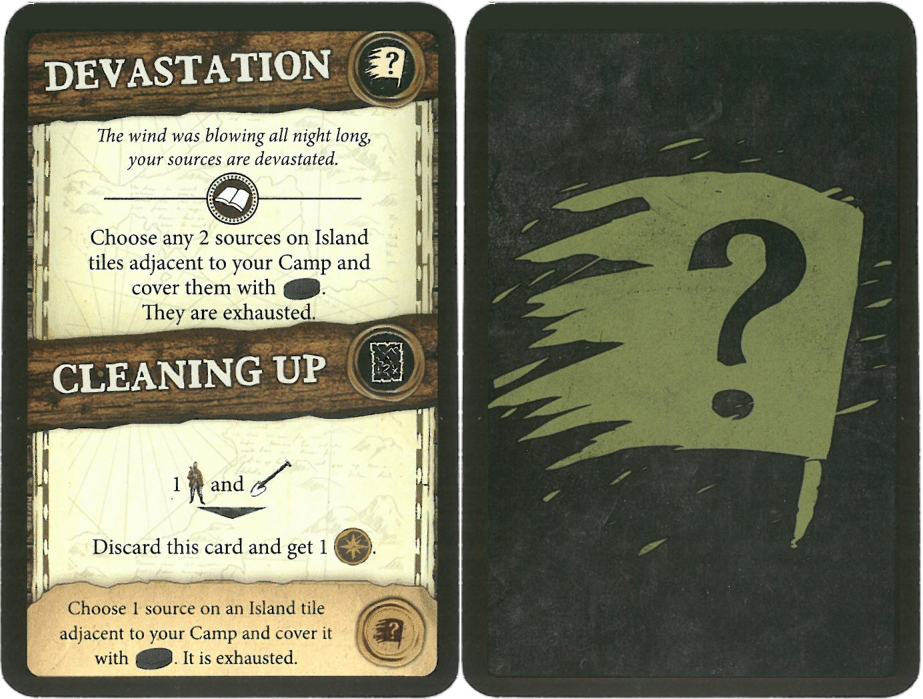 DEVASTATION
?
The wind was blowing all night long,
your sources are devastated.
Choose any 2 sources on Island
tiles adjacent to your Camp and
cover them with .
They are exhausted.
CLEANING UP
1 and
Discard this card and get 1 .
Choose 1 source on an Island tile
adjacent to your Camp and cover it
with . It is exhausted.
?
?